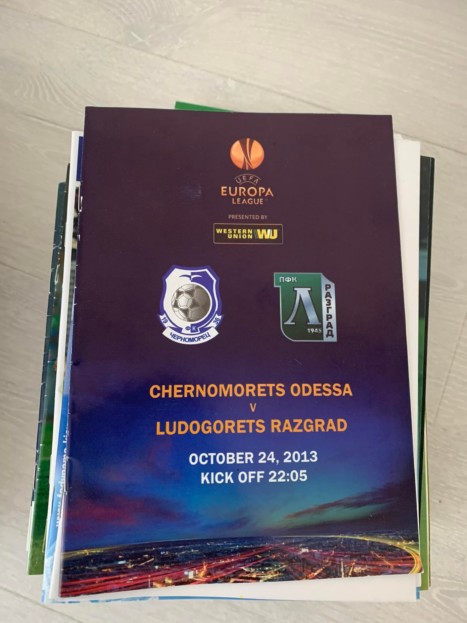 UEFA
EUROPA
LEAGUE
PRESENTED BY
WESTERN
UNION WU
ЧЕРНОМОРЕЦ
ПФК
Л
РАЗГРАД
1945
CHERNOMORETS ODESSA
V
LUDOGORETS RAZGRAD
OCTOBER 24, 2013
KICK OFF 22:05